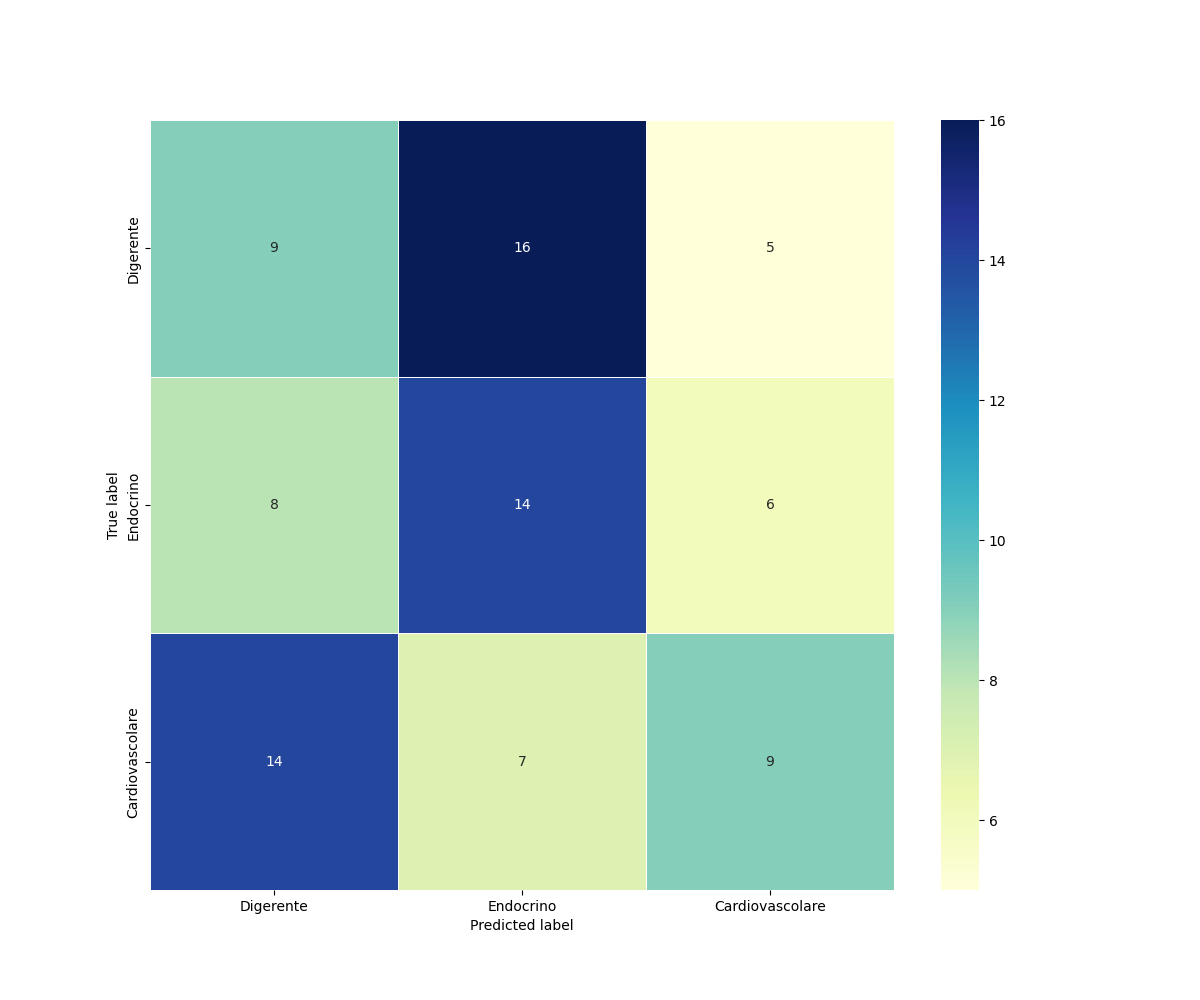 16
14
12
10
8
6
True label
Digerente
9
16
5
Endocrino
8
14
6
Cardiovascolare
14
7
9
Digerente
Endocrino
Cardiovascolare
Predicted label